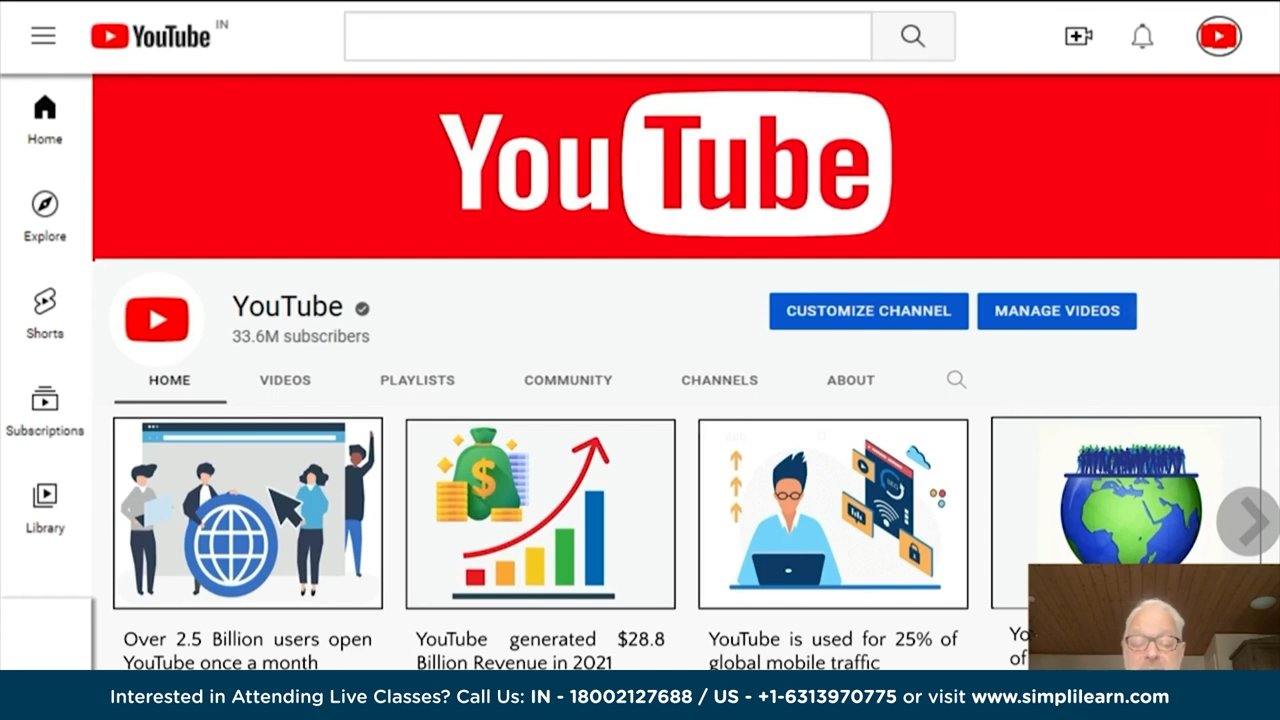 YouTube IN
Home
Explore
Shorts
Subscriptions
Library
YouTube
YouTube
33.6M subscribers
CUSTOMIZE CHANNEL
MANAGE VIDEOS
HOME VIDEOS PLAYLISTS COMMUNITY CHANNELS ABOUT
Over 2.5 Billion users open
YouTube once a month
YouTube generated $28.8
Billion Revenue in 2021
YouTube is used for 25% of
global mobile traffic
of
Interested in Attending Live Classes? Call Us: IN - 18002127688 / US - +1-6313970775 or visit www.simplilearn.com